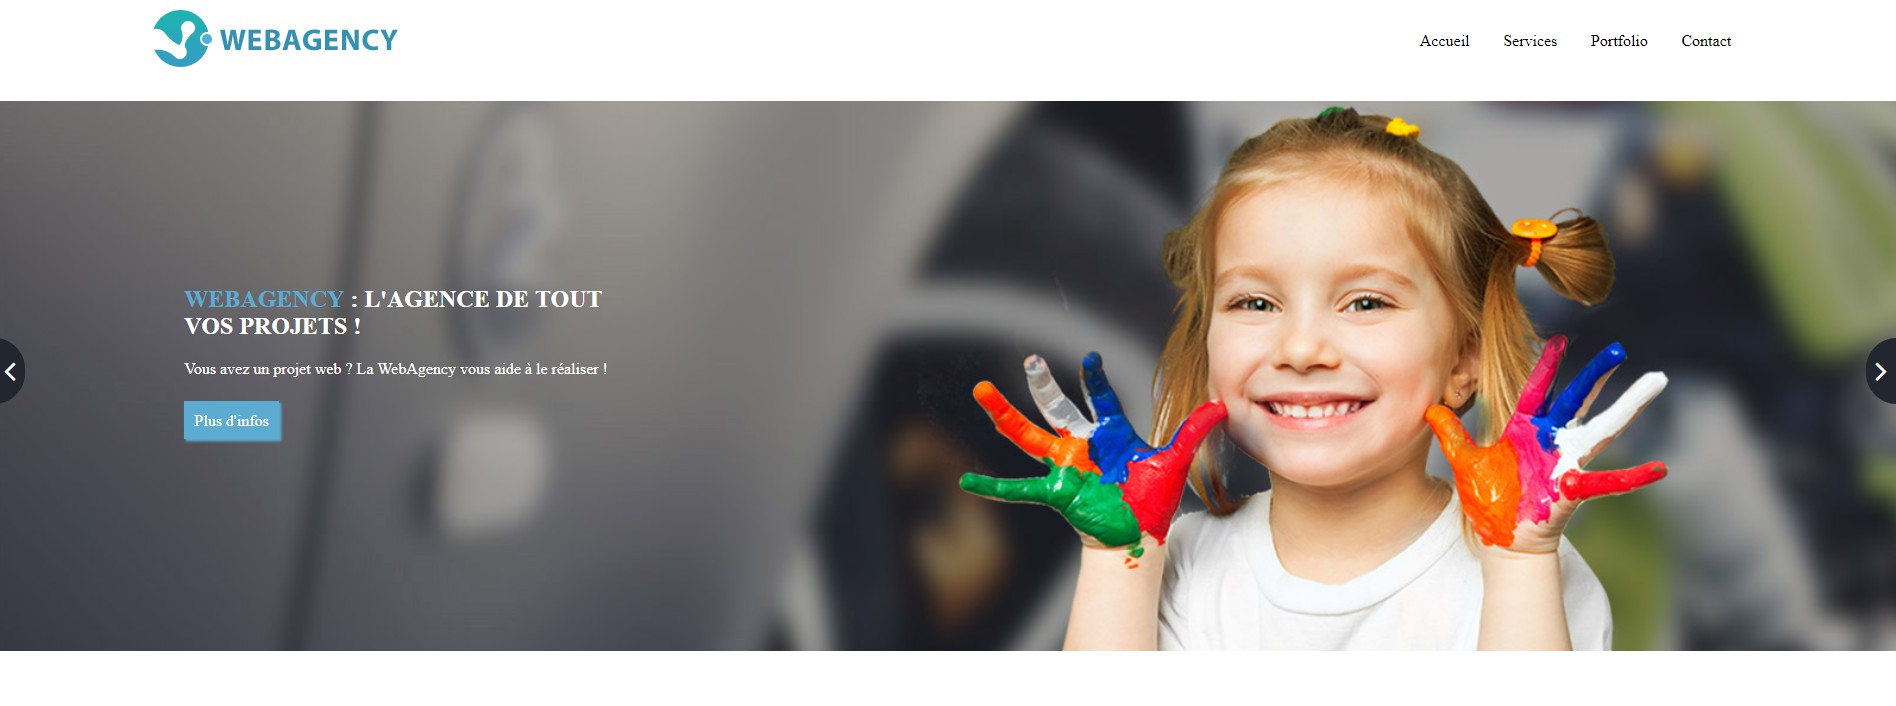 WEBAGENCY
Accueil Services Portfolio Contact
WEBAGENCY : L'AGENCE DE TOUT
VOS PROJETS !
Vous avez un projet web ? La WebAgency vous aide à le réaliser !
Plus d'infos